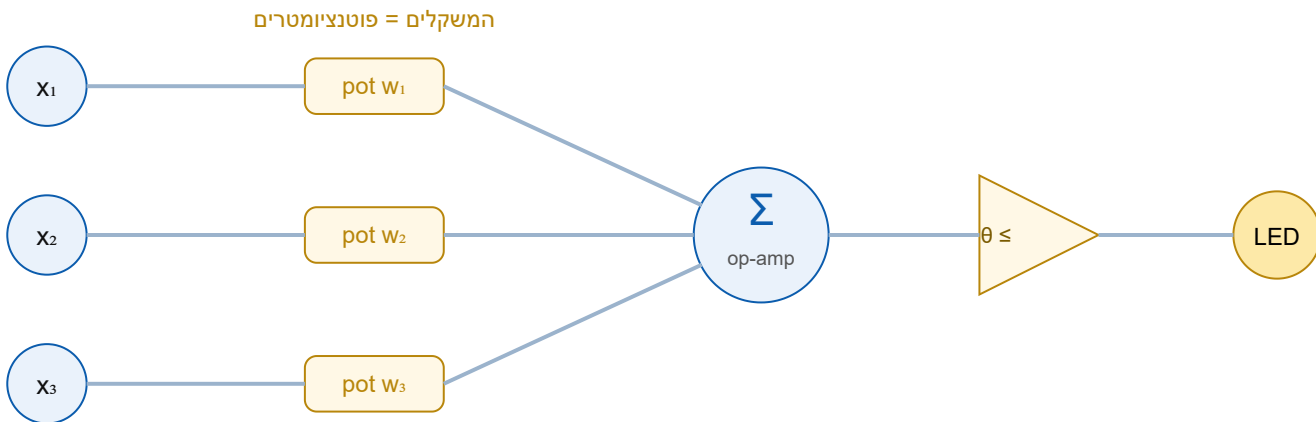 המשקלים = פוטנציומטרים
x₁
pot w₁
x₂
pot w₂
Σ
op-amp
θ ≤
LED
x₃
pot w₃